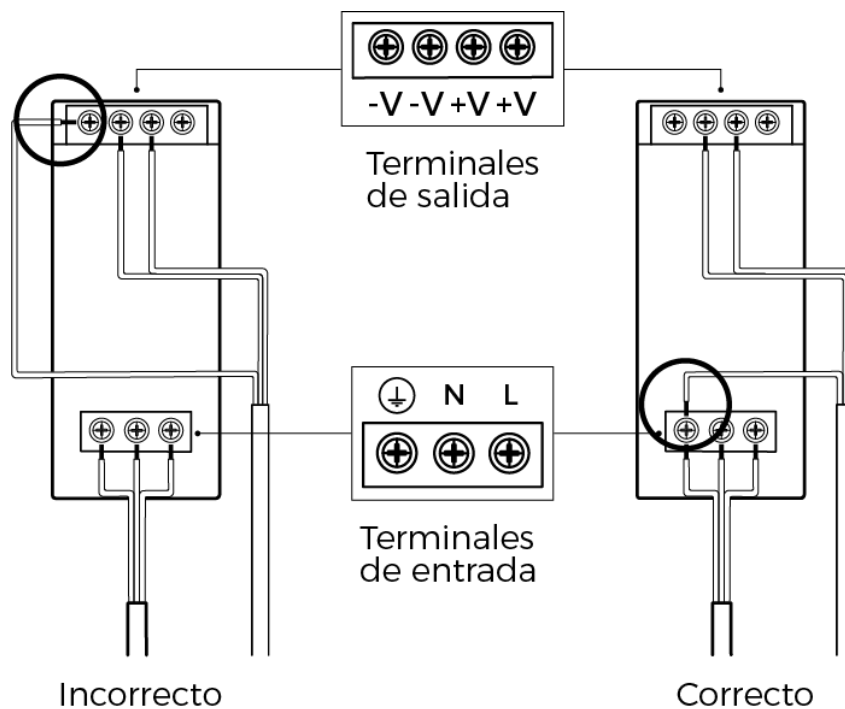 -V -V +V +V
Terminales
de salida
⏚ N L
Terminales
de entrada
Incorrecto
Correcto